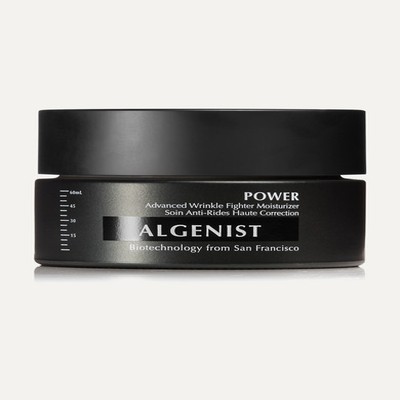 POWER
Advanced Wrinkle Fighter Moisturizer
Soin Anti-Rides Haute Correction
ALGENIST
Biotechnology from San Francisco
60mL
45
30
15